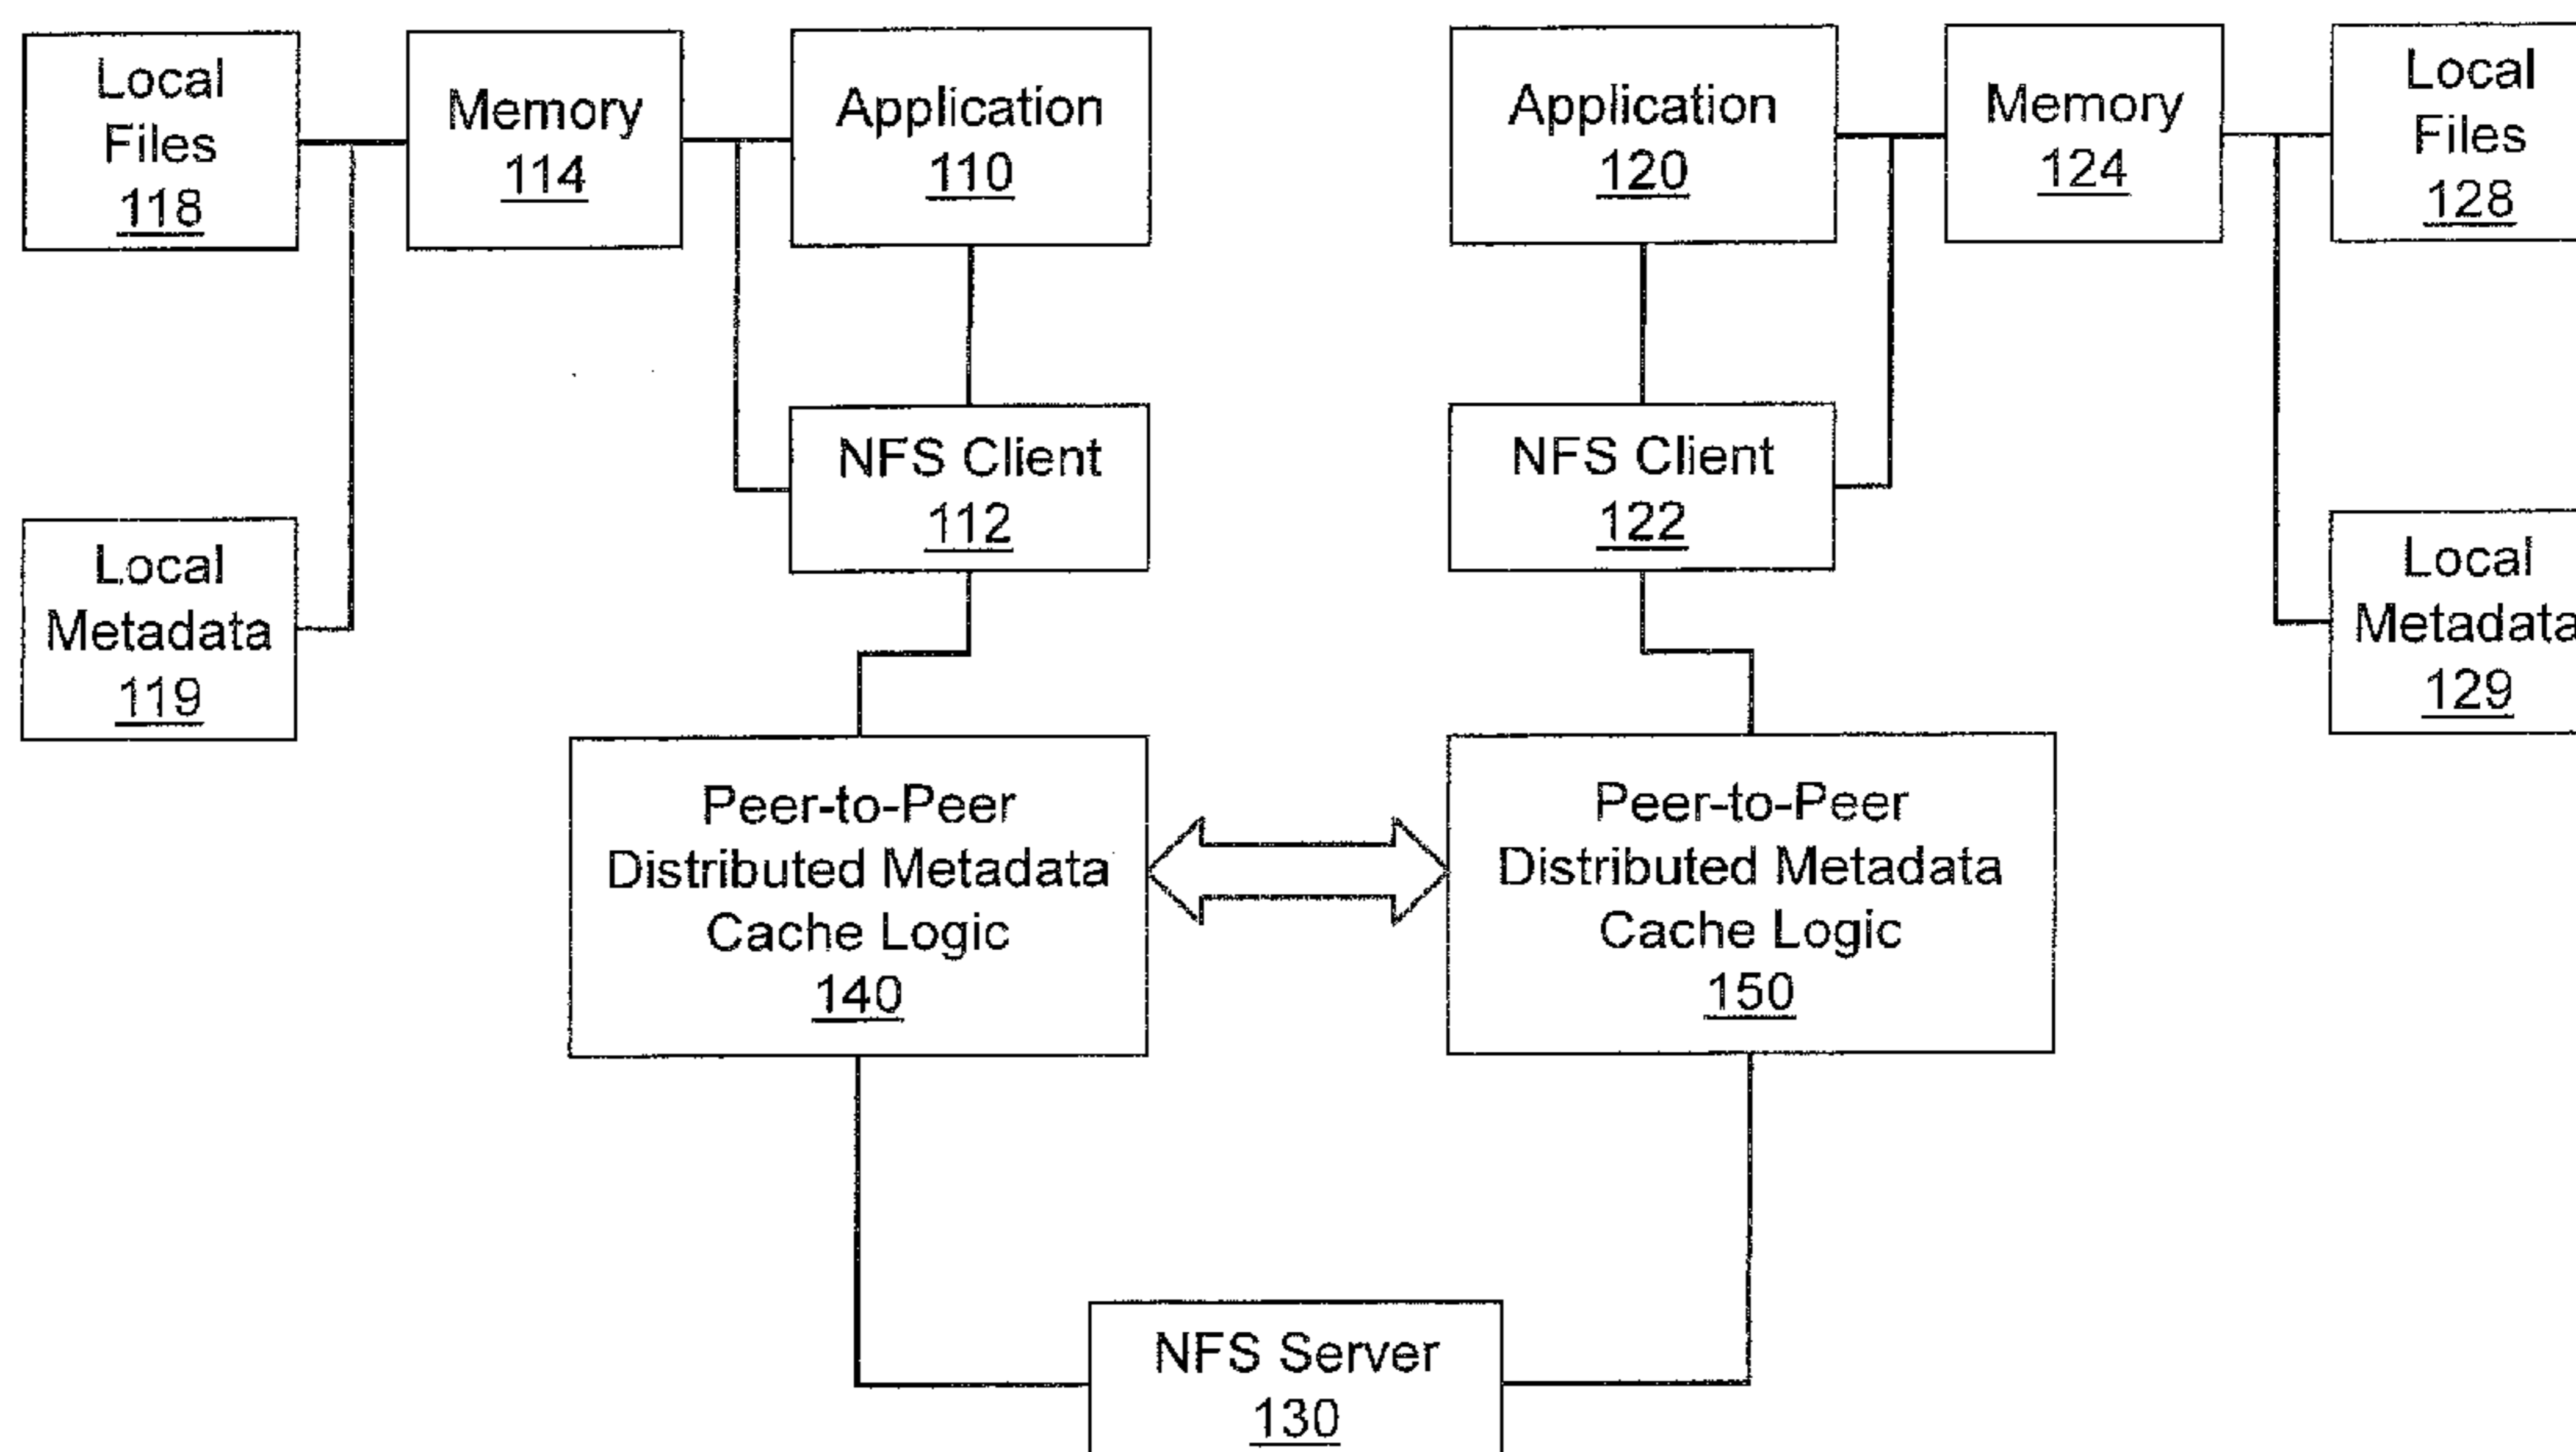 Local
Files
118
Memory
114
Application
110
Application
120
Memory
124
Local
Files
128
NFS Client
112
NFS Client
122
Local
Metadata
119
Local
Metadata
129
Peer-to-Peer
Distributed Metadata
Cache Logic
140
Peer-to-Peer
Distributed Metadata
Cache Logic
150
NFS Server
130